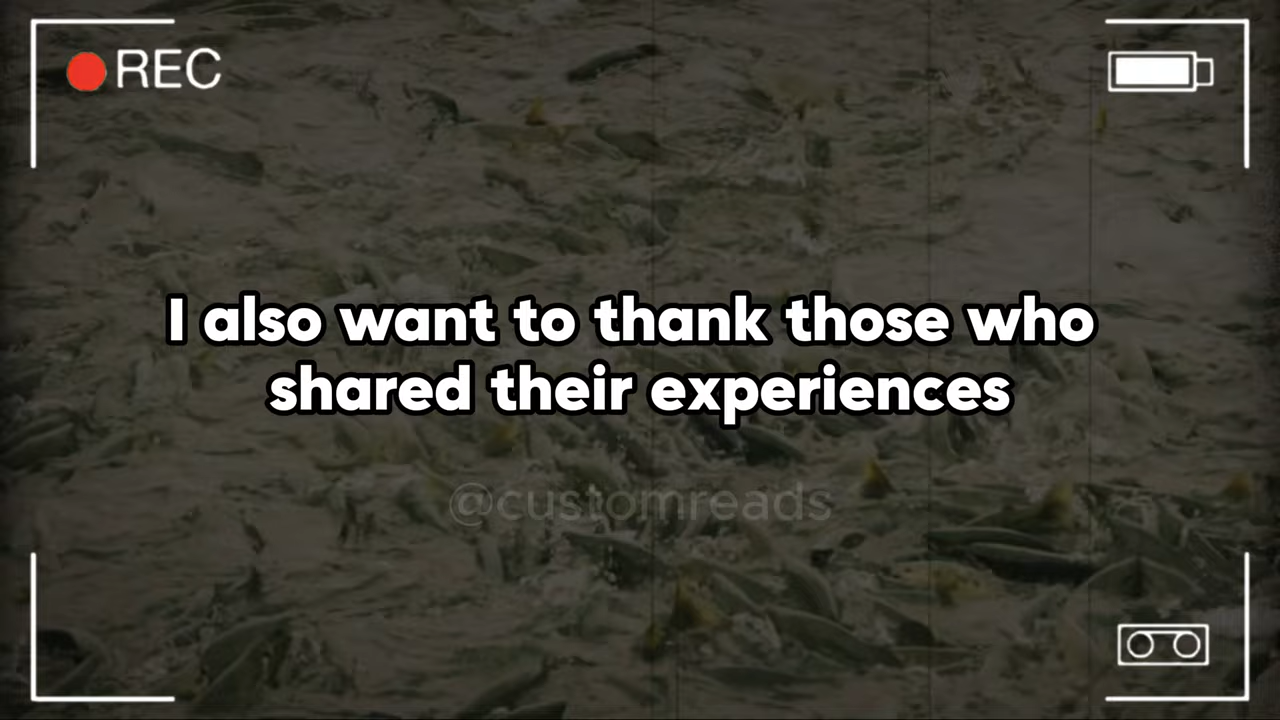 REC
I also want to thank those who
shared their experiences
@customreads